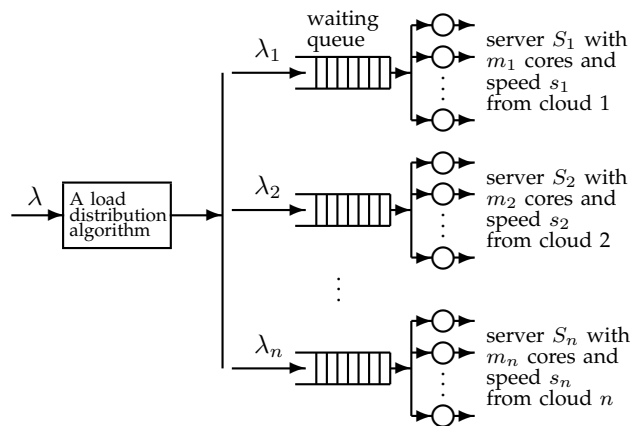 waiting
queue
λ1
server S1 with
m1 cores and
speed s1
from cloud 1
λ
A load
distribution
algorithm
λ2
server S2 with
m2 cores and
speed s2
from cloud 2
λn
server Sn with
mn cores and
speed sn
from cloud n